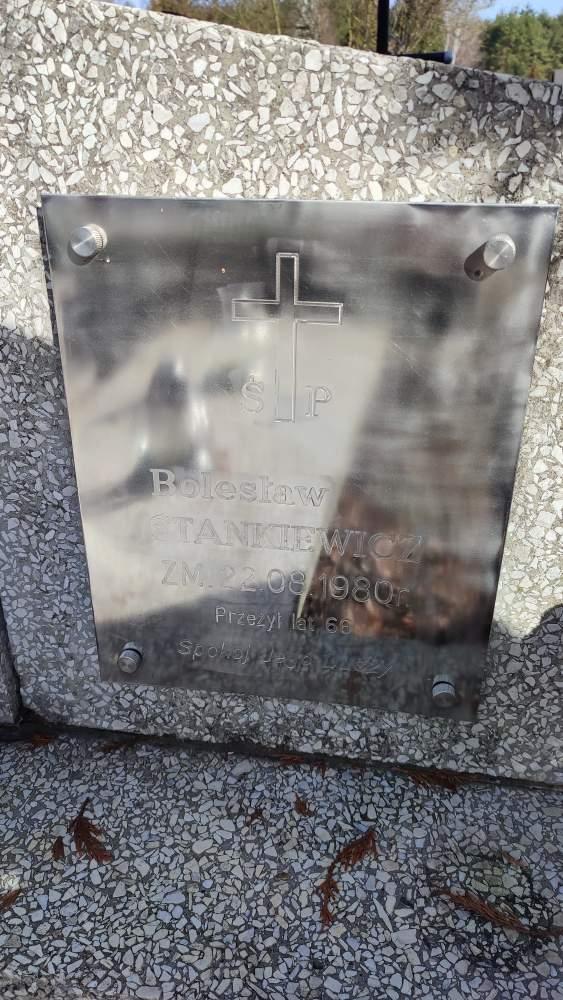 Ś P
Bolesław
STANKIEWICZ
ZM. 22.08.1980r.
Przeżył lat 66
Spokój Jego Duszy